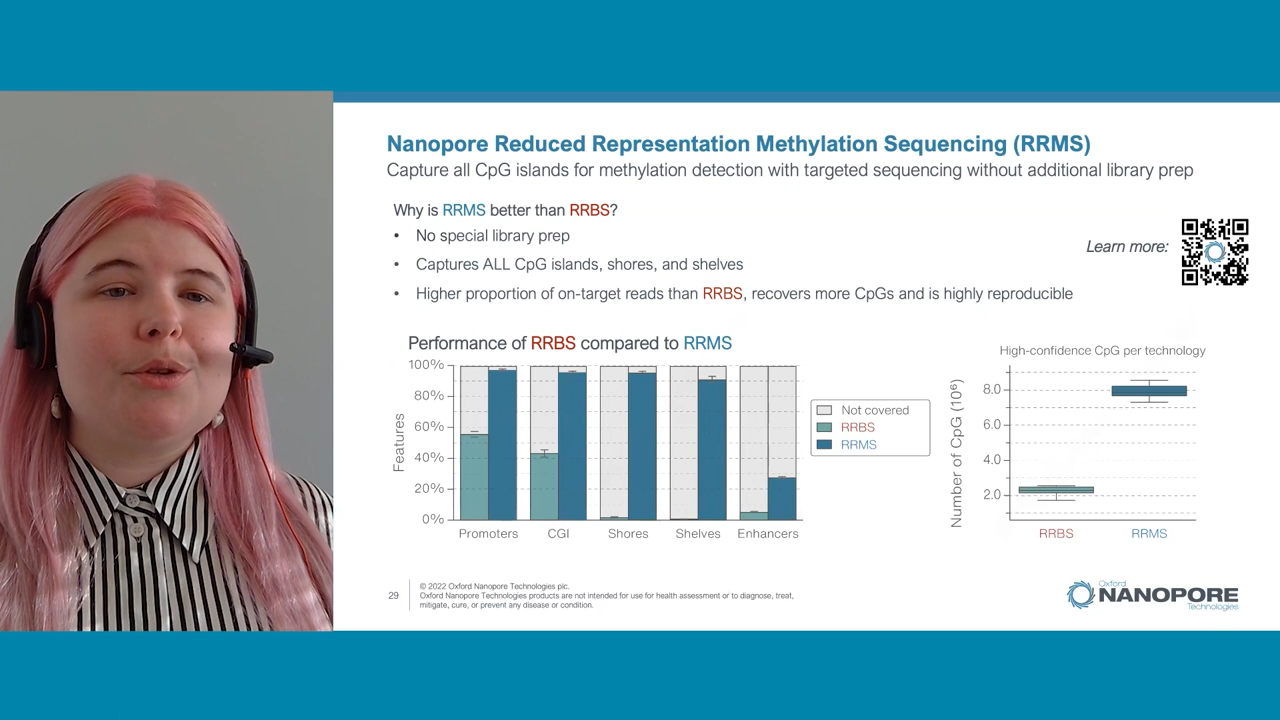 Nanopore Reduced Representation Methylation Sequencing (RRMS)
Capture all CpG islands for methylation detection with targeted sequencing without additional library prep
Why is RRMS better than RRBS?
• No special library prep
• Captures ALL CpG islands, shores, and shelves
• Higher proportion of on-target reads than RRBS, recovers more CpGs and is highly reproducible
Learn more:
Performance of RRBS compared to RRMS
100%
80%
60%
40%
20%
0%
Features
Promoters CGI Shores Shelves Enhancers
Not covered
RRBS
RRMS
High-confidence CpG per technology
Number of CpG (10⁶)
8.0
6.0
4.0
2.0
RRBS RRMS
29
© 2022 Oxford Nanopore Technologies plc.
Oxford Nanopore Technologies products are not intended for use for health assessment or to diagnose, treat,
mitigate, cure, or prevent any disease or condition.
Oxford
NANOPORE
Technologies